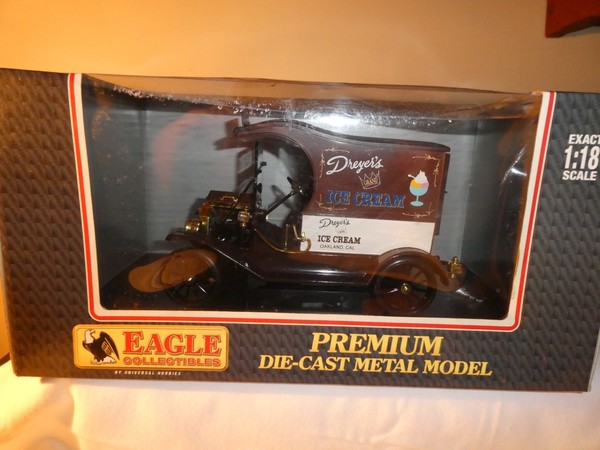 EXACT
1:18
SCALE
Dreyer's
GRAND
ICE CREAM
Dreyer's
ICE CREAM
OAKLAND, CAL.
EAGLE
COLLECTIBLES
BY UNIVERSAL HOBBIES
PREMIUM
DIE-CAST METAL MODEL